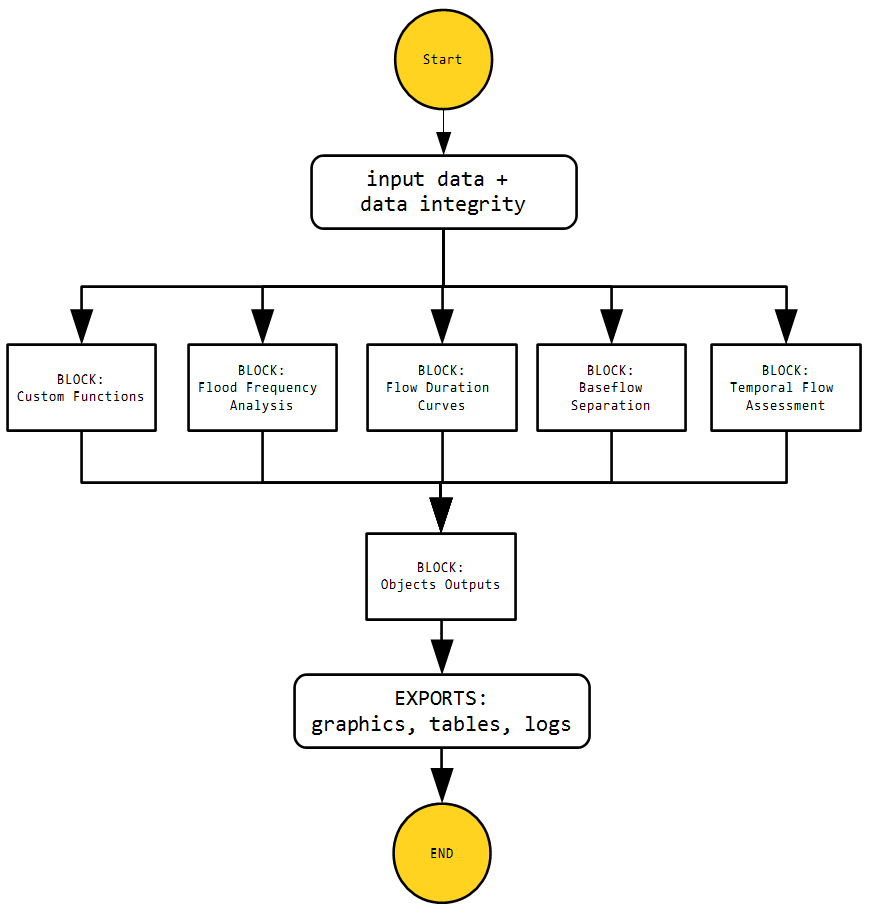 Start
input data +
data integrity
BLOCK:
Custom Functions
BLOCK:
Flood Frequency
Analysis
BLOCK:
Flow Duration
Curves
BLOCK:
Baseflow
Separation
BLOCK:
Temporal Flow
Assessment
BLOCK:
Objects Outputs
EXPORTS:
graphics, tables, logs
END